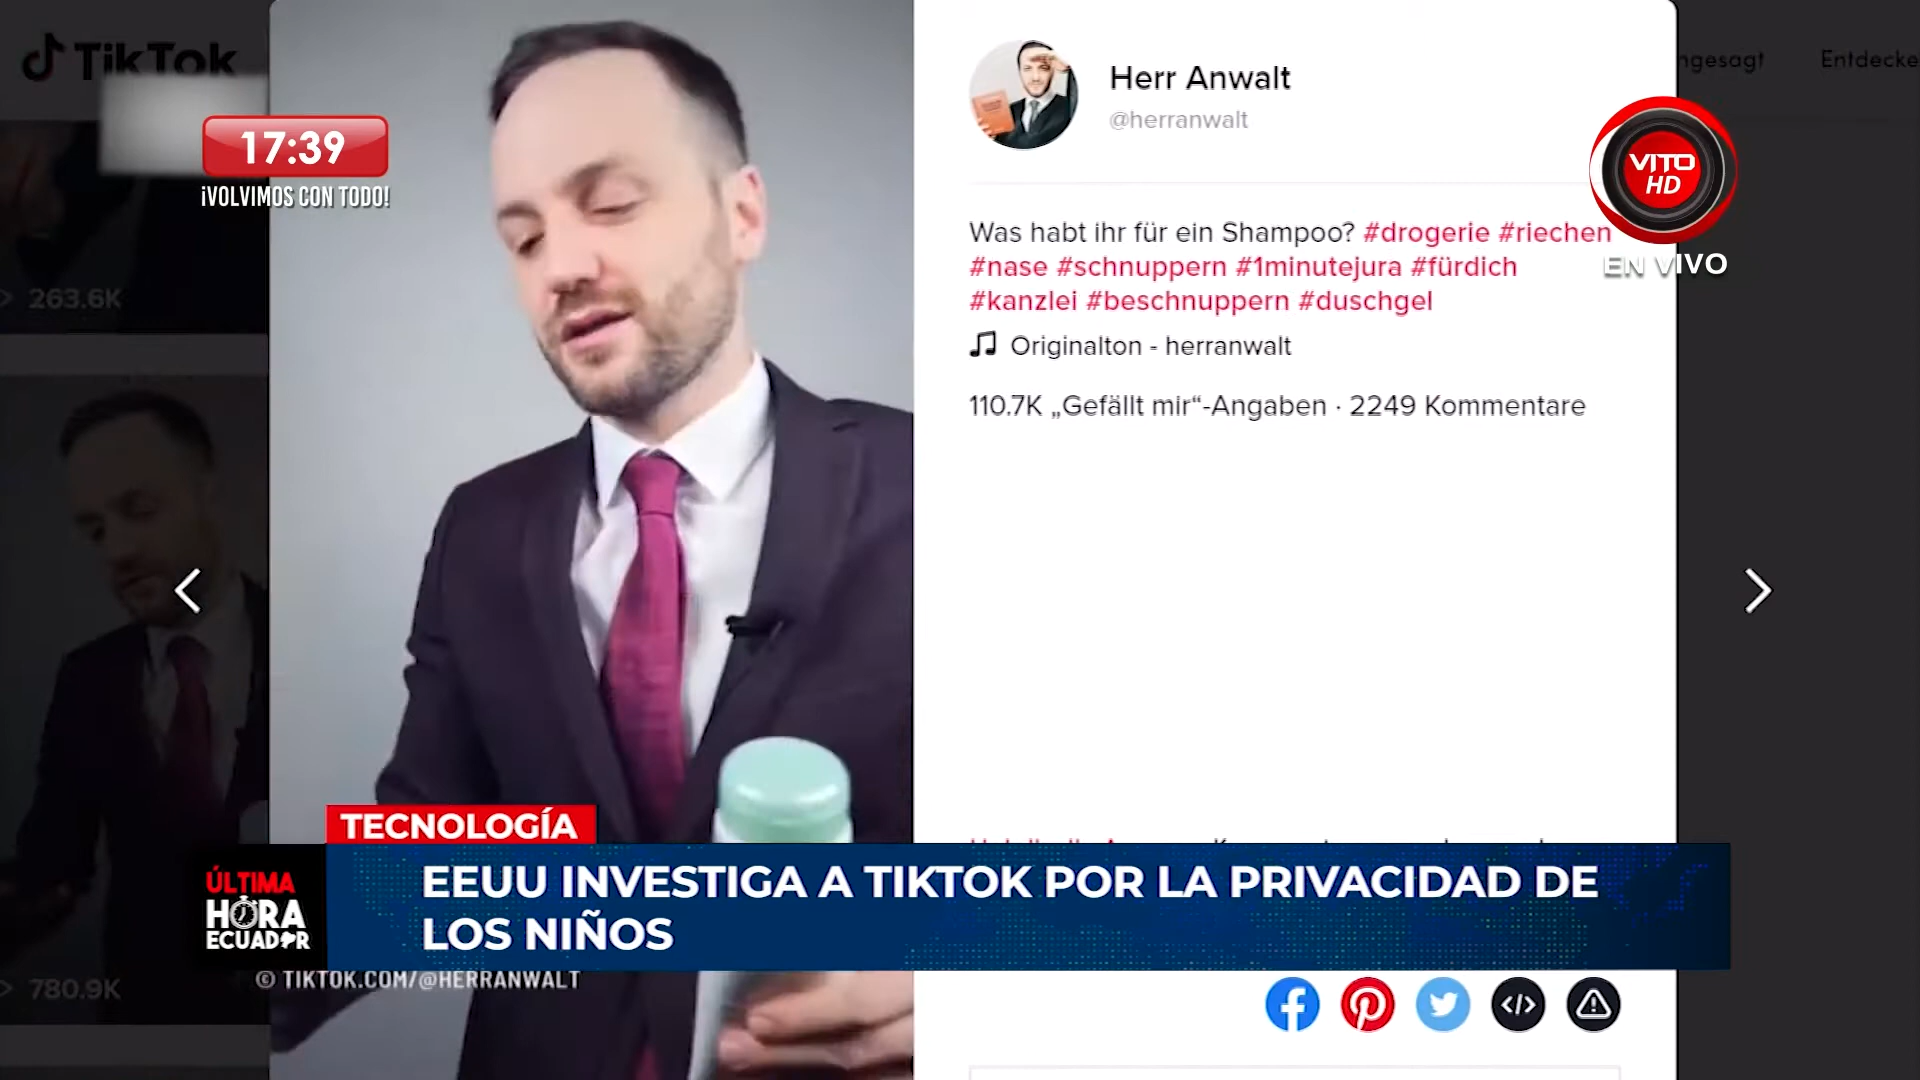 TikTok
ngesagt
Entdecke
Herr Anwalt
@herranwalt
17:39
¡VOLVIMOS CON TODO!
VITO
HD
EN VIVO
Was habt ihr für ein Shampoo? #drogerie #riechen
#nase #schnuppern #1minutejura #fürdich
#kanzlei #beschnuppern #duschgel
263.6K
Originalton - herranwalt
110.7K „Gefällt mir“-Angaben · 2249 Kommentare
TECNOLOGÍA
EEUU INVESTIGA A TIKTOK POR LA PRIVACIDAD DE
LOS NIÑOS
ÚLTIMA
HORA
ECUADOR
780.9K
© TIKTOK.COM/@HERRANWALT